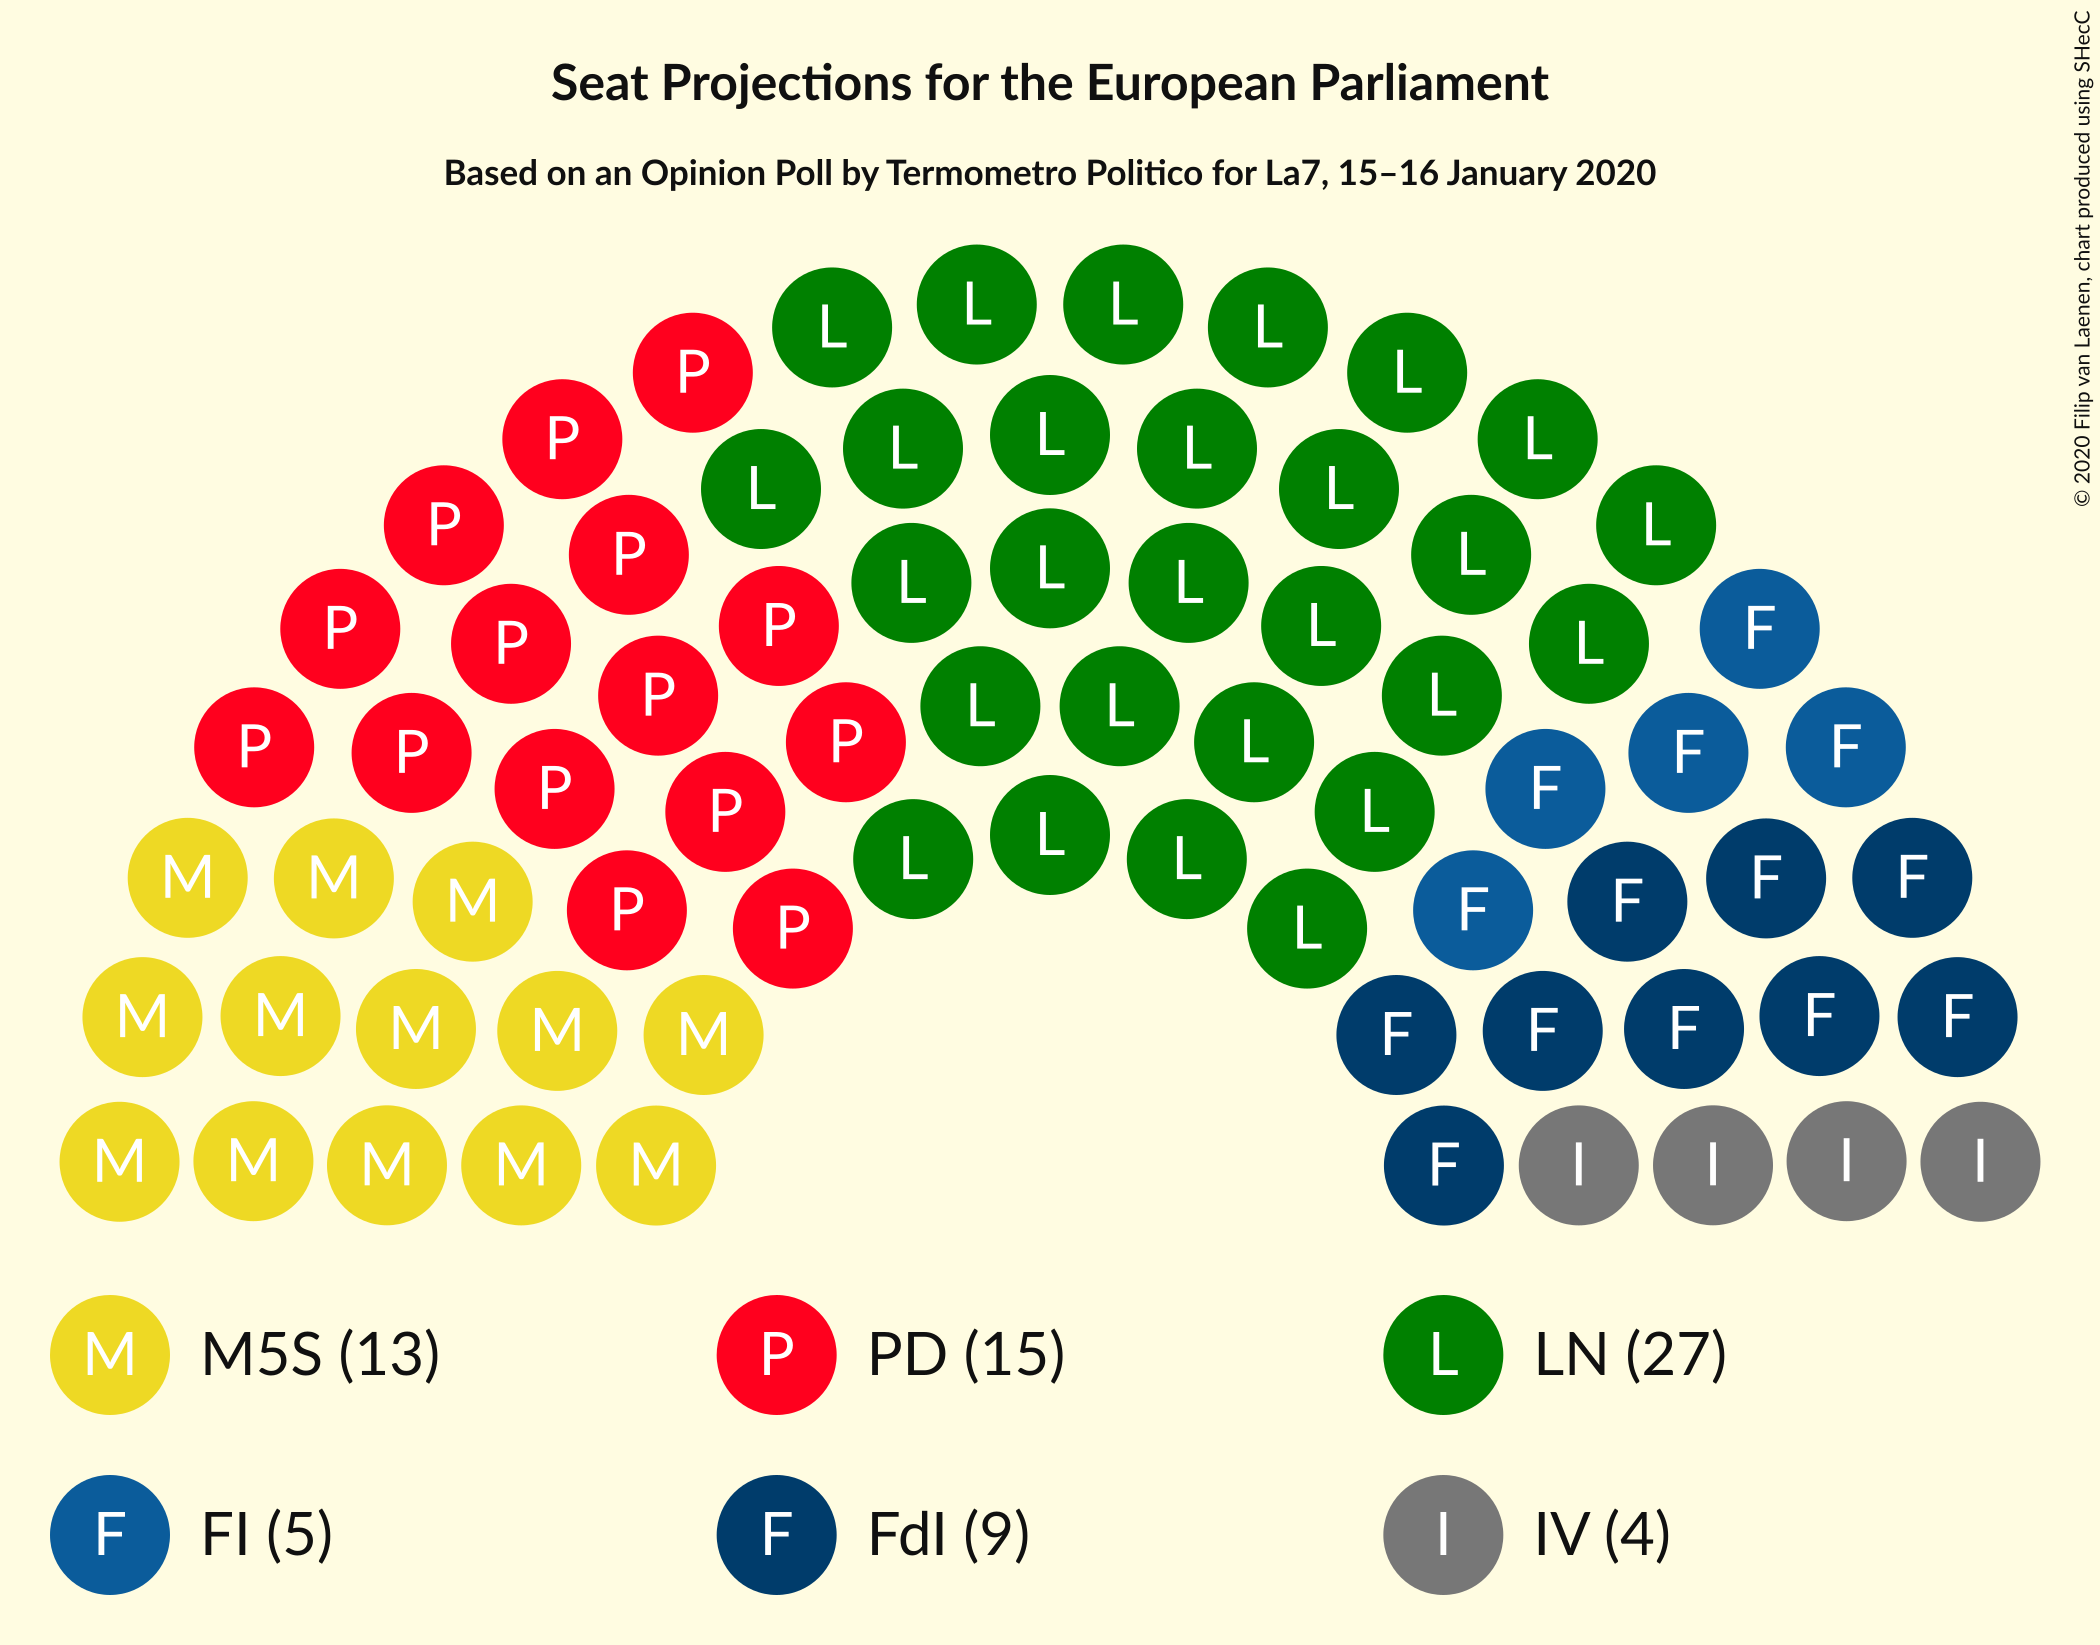 Seat Projections for the European Parliament
Based on an Opinion Poll by Termometro Politico for La7, 15–16 January 2020
© 2020 Filip van Laenen, chart produced using SHecC
L L L L
P L
P L L L L
P L L L
P P L L L L L
P P P L F
P P L L L L F F
P P P L F
M M M P L L L F F F F
P P L
M M M M M F F F F F
M M M M M F I I I I
M M5S (13) P PD (15) L LN (27)
F FI (5) F FdI (9) I IV (4)